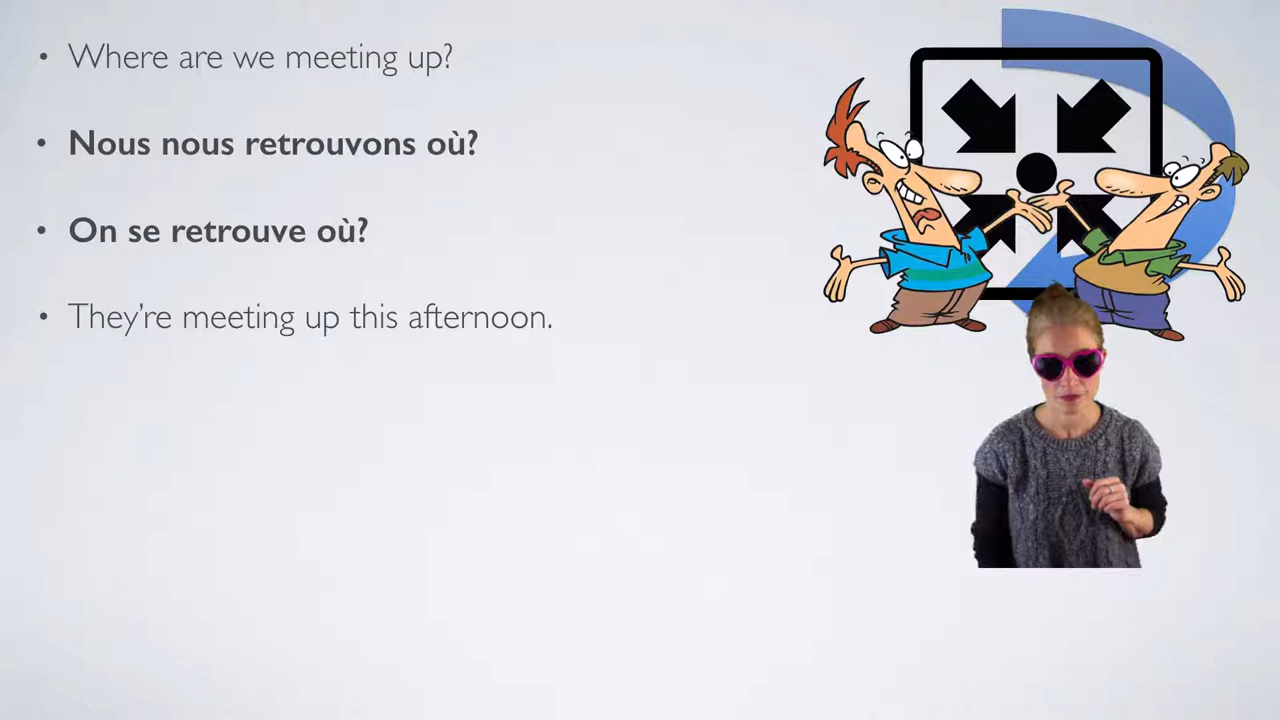 • Where are we meeting up?
• Nous nous retrouvons où?
• On se retrouve où?
• They’re meeting up this afternoon.